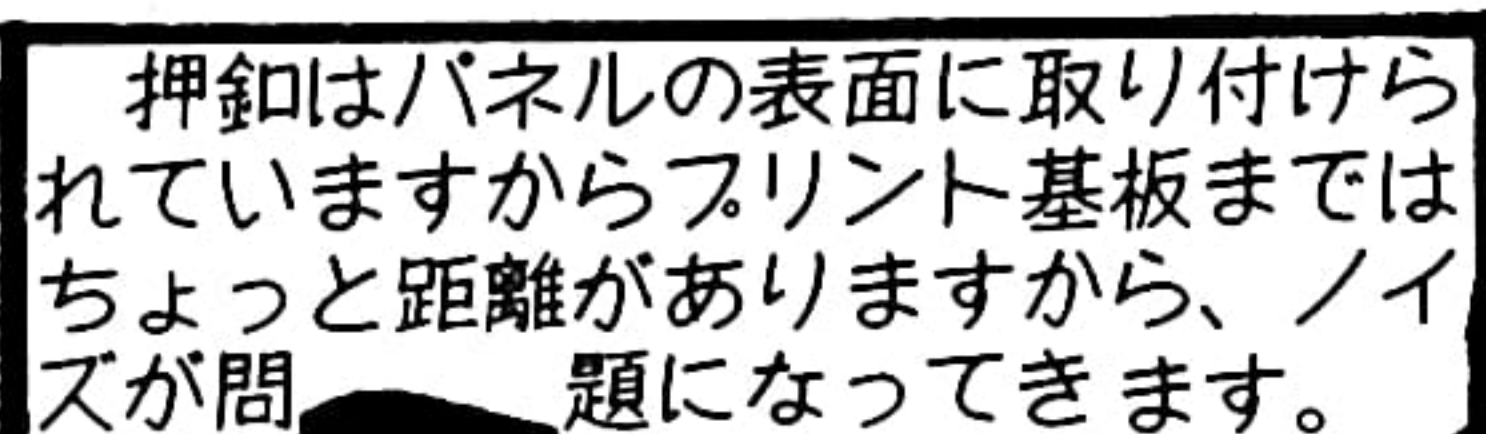 押釦はパネルの表面に取り付けら
れていますからプリント基板までは
ちょっと距離がありますから、ノイ
ズが問題になってきます。